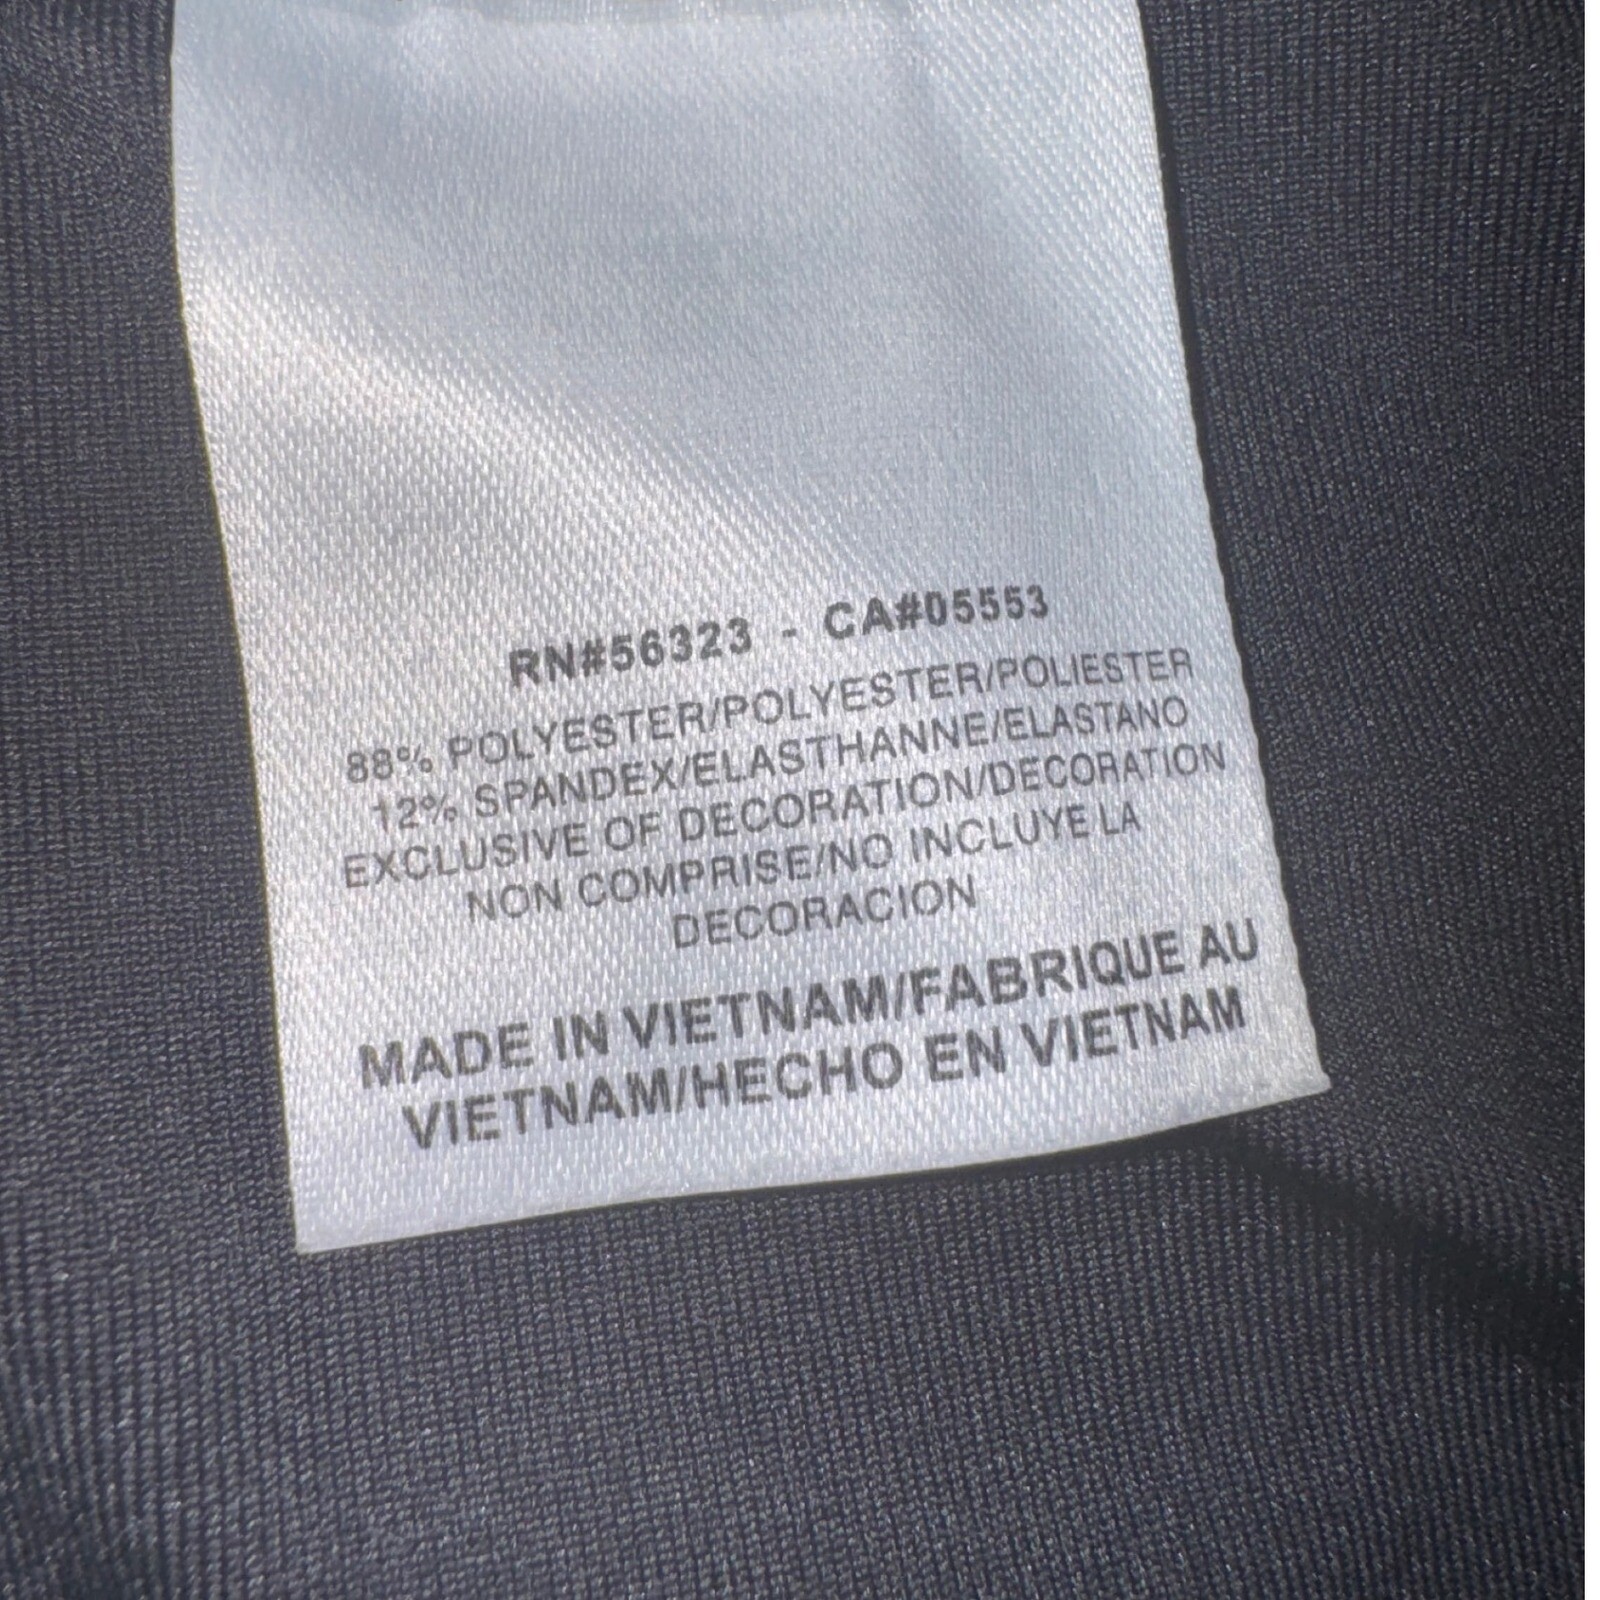 RN#56323 - CA#05553
88% POLYESTER/POLYESTER/POLIESTER
12% SPANDEX/ELASTHANNE/ELASTANO
EXCLUSIVE OF DECORATION/DECORATION
NON COMPRISE/NO INCLUYE LA
DECORACION
MADE IN VIETNAM/FABRIQUE AU
VIETNAM/HECHO EN VIETNAM